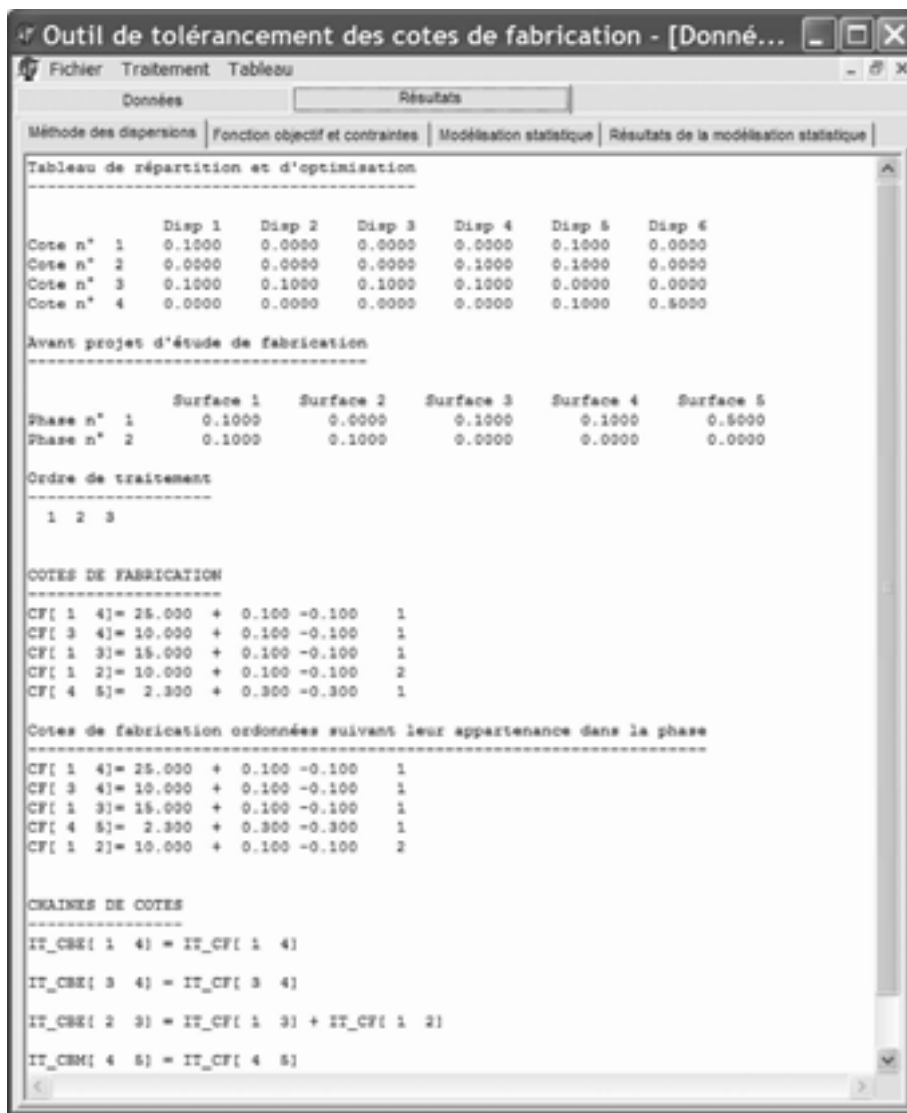 Outil de tolérancement des cotes de fabrication - [Donné...
Fichier Traitement Tableau
Données Résultats
Méthode des dispersions Fonction objectif et contraintes Modélisation statistique Résultats de la modélisation statistique
Tableau de répartition et d'optimisation
----------------------------------------
Disp 1 Disp 2 Disp 3 Disp 4 Disp 5 Disp 6
Cote n° 1 0.1000 0.0000 0.0000 0.0000 0.1000 0.0000
Cote n° 2 0.0000 0.0000 0.0000 0.1000 0.1000 0.0000
Cote n° 3 0.1000 0.1000 0.1000 0.1000 0.0000 0.0000
Cote n° 4 0.0000 0.0000 0.0000 0.0000 0.1000 0.5000
Avant projet d'étude de fabrication
-----------------------------------
Surface 1 Surface 2 Surface 3 Surface 4 Surface 5
Phase n° 1 0.1000 0.0000 0.1000 0.1000 0.5000
Phase n° 2 0.1000 0.1000 0.0000 0.0000 0.0000
Ordre de traitement
-------------------
1 2 3
COTES DE FABRICATION
--------------------
CF[ 1 4]= 25.000 + 0.100 -0.100 1
CF[ 3 4]= 10.000 + 0.100 -0.100 1
CF[ 1 3]= 15.000 + 0.100 -0.100 1
CF[ 1 2]= 10.000 + 0.100 -0.100 2
CF[ 4 5]= 2.300 + 0.300 -0.300 1
Cotes de fabrication ordonnées suivant leur appartenance dans la phase
----------------------------------------------------------------------
CF[ 1 4]= 25.000 + 0.100 -0.100 1
CF[ 3 4]= 10.000 + 0.100 -0.100 1
CF[ 1 3]= 15.000 + 0.100 -0.100 1
CF[ 4 5]= 2.300 + 0.300 -0.300 1
CF[ 1 2]= 10.000 + 0.100 -0.100 2
CHAINES DE COTES
----------------
IT_CBE[ 1 4] = IT_CF[ 1 4]
IT_CBE[ 3 4] = IT_CF[ 3 4]
IT_CBE[ 2 3] = IT_CF[ 1 3] + IT_CF[ 1 2]
IT_CBM[ 4 5] = IT_CF[ 4 5]